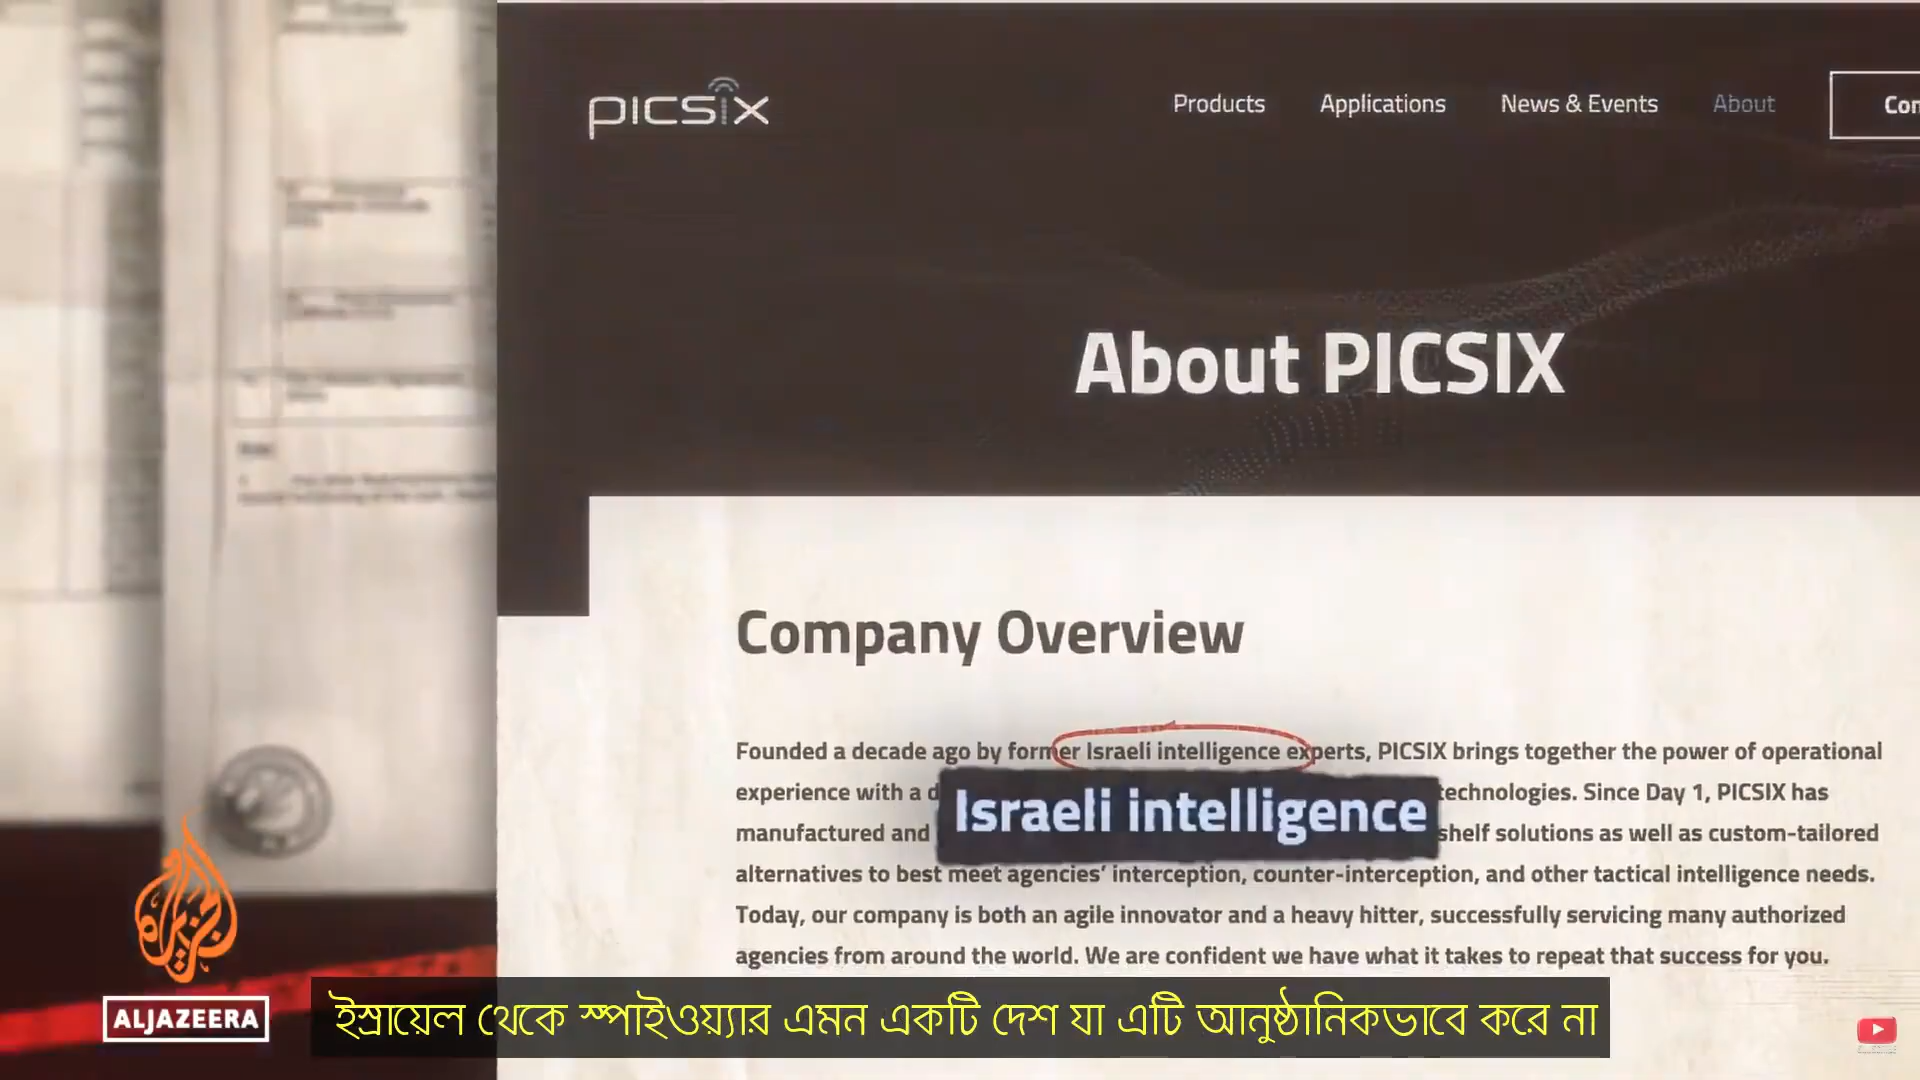 PICSIX
Products Applications News & Events About
About PICSIX
Company Overview
Founded a decade ago by former Israeli intelligence experts, PICSIX brings together the power of operational
experience with a technologies. Since Day 1, PICSIX has
Israeli intelligence
manufactured and shelf solutions as well as custom-tailored
alternatives to best meet agencies’ interception, counter-interception, and other tactical intelligence needs.
Today, our company is both an agile innovator and a heavy hitter, successfully servicing many authorized
agencies from around the world. We are confident we have what it takes to repeat that success for you.
الجزيرة
ALJAZEERA
ইস্রায়েল থেকে স্পাইওয়্যার এমন একটি দেশ যা এটি আনুষ্ঠানিকভাবে করে না